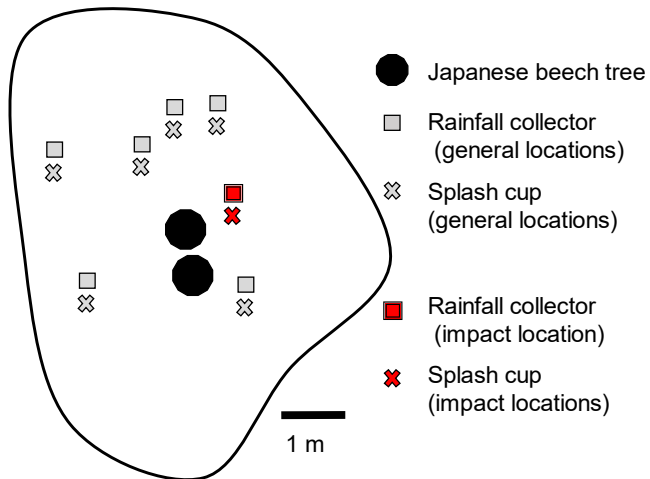 Japanese beech tree
Rainfall collector
(general locations)
Splash cup
(general locations)
Rainfall collector
(impact location)
Splash cup
(impact locations)
1 m